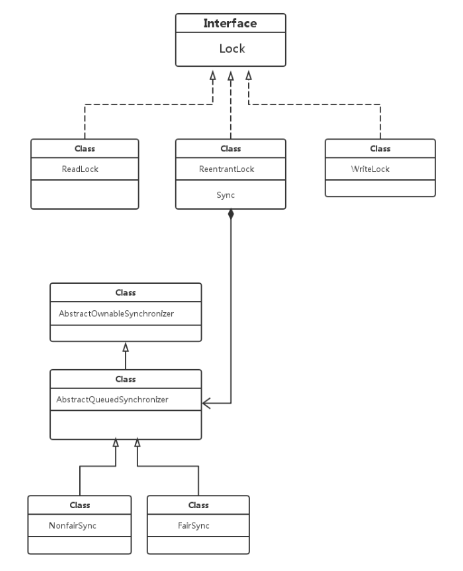 Interface
Lock
Class
ReadLock
Class
ReentrantLock
Sync
Class
WriteLock
Class
AbstractOwnableSynchronizer
Class
AbstractQueuedSynchronizer
Class
NonfairSync
Class
FairSync